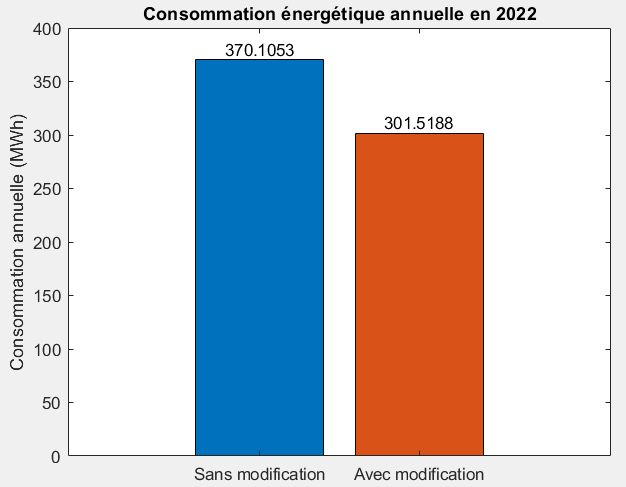 Consommation énergétique annuelle en 2022
Consommation annuelle (MWh)
400
350
300
250
200
150
100
50
0
370.1053
301.5188
Sans modification
Avec modification